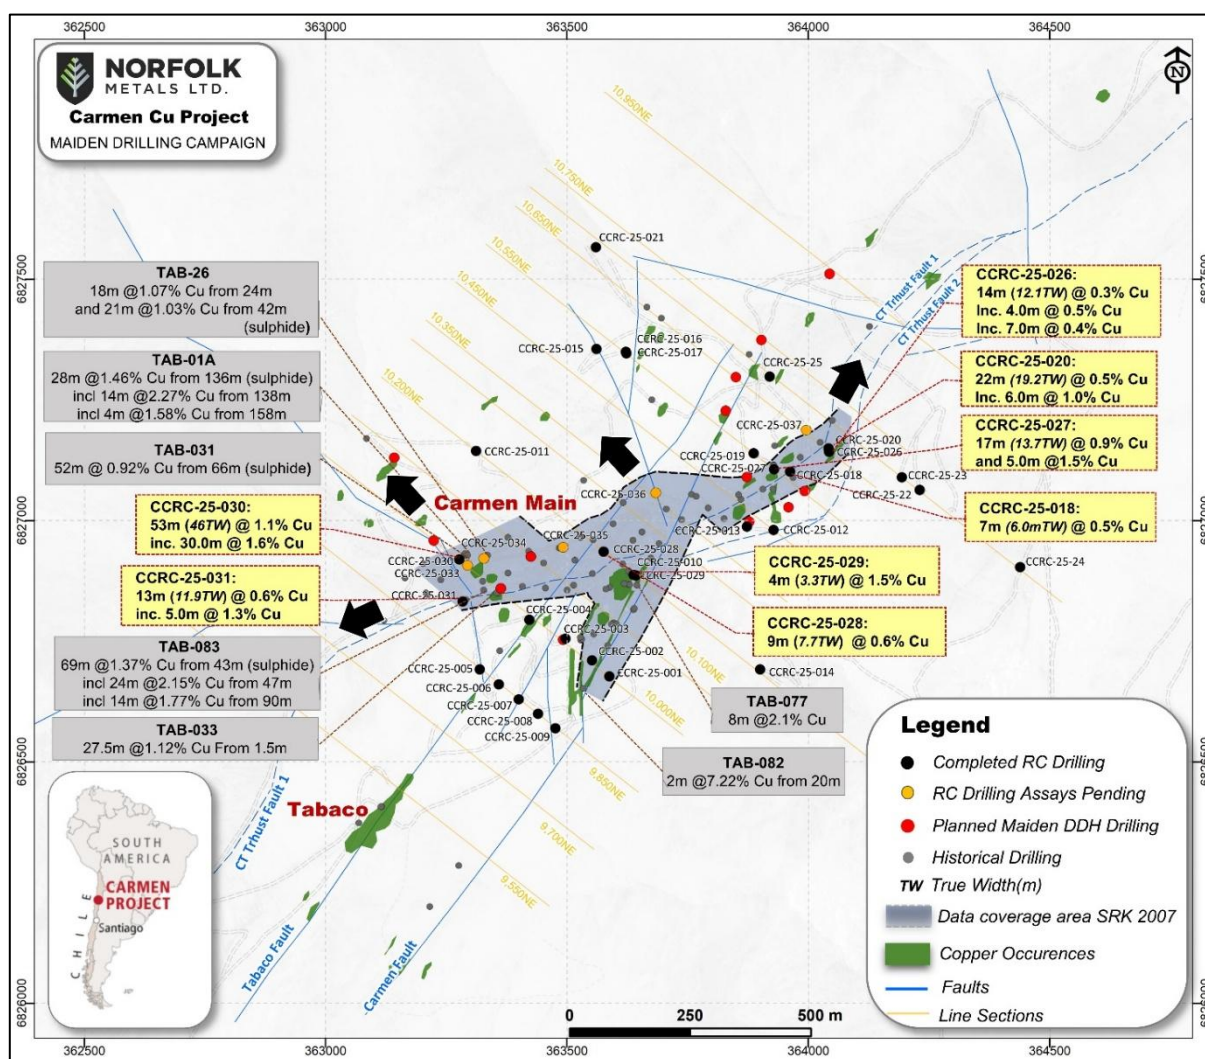 362500
363000
363500
364000
364500
NORFOLK
METALS LTD.
Carmen Cu Project
MAIDEN DRILLING CAMPAIGN
N
10,950NE
10,750NE
10,650NE
10,550NE
10,450NE
10,350NE
10,200NE
10,100NE
10,000NE
9,850NE
9,700NE
9,550NE
6827500
6827000
6826500
6826000
6827500
6827000
6826500
6826000
TAB-26
18m @1.07% Cu from 24m
and 21m @1.03% Cu from 42m
(sulphide)
TAB-01A
28m @1.46% Cu from 136m (sulphide)
incl 14m @2.27% Cu from 138m
incl 4m @1.58% Cu from 158m
TAB-031
52m @ 0.92% Cu from 66m (sulphide)
CCRC-25-030:
53m (46TW) @ 1.1% Cu
inc. 30.0m @ 1.6% Cu
CCRC-25-031:
13m (11.9TW) @ 0.6% Cu
inc. 5.0m @ 1.3% Cu
TAB-083
69m @1.37% Cu from 43m (sulphide)
incl 24m @2.15% Cu from 47m
incl 14m @1.77% Cu from 90m
TAB-033
27.5m @1.12% Cu From 1.5m
CCRC-25-026:
14m (12.1TW) @ 0.3% Cu
Inc. 4.0m @ 0.5% Cu
Inc. 7.0m @ 0.4% Cu
CCRC-25-020:
22m (19.2TW) @ 0.5% Cu
Inc. 6.0m @ 1.0% Cu
CCRC-25-027:
17m (13.7TW) @ 0.9% Cu
and 5.0m @1.5% Cu
CCRC-25-018:
7m (6.0mTW) @ 0.5% Cu
CCRC-25-029:
4m (3.3TW) @ 1.5% Cu
CCRC-25-028:
9m (7.7TW) @ 0.6% Cu
TAB-077
8m @2.1% Cu
TAB-082
2m @7.22% Cu from 20m
CCRC-25-021
CCRC-25-015
CCRC-25-016
CCRC-25-017
CCRC-25-25
CCRC-25-011
CCRC-25-037
CCRC-25-019
CCRC-25-020
CCRC-25-026
CCRC-25-027
CCRC-25-018
CCRC-25-23
CCRC-25-22
CCRC-25-036
CCRC-25-013
CCRC-25-012
CCRC-25-24
CCRC-25-035
CCRC-25-034
CCRC-25-030
CCRC-25-033
CCRC-25-031
CCRC-25-028
CCRC-25-010
CCRC-25-029
CCRC-25-004
CCRC-25-003
CCRC-25-002
CCRC-25-001
CCRC-25-014
CCRC-25-005
CCRC-25-006
CCRC-25-007
CCRC-25-008
CCRC-25-009
Carmen Main
Tabaco
CT Trhust Fault 1
CT Trhust Fault 2
CT Trhust Fault 1
Tabaco Fault
Carmen Fault
SOUTH
AMERICA
CARMEN
PROJECT
Santiago
CHILE
Legend
Completed RC Drilling
RC Drilling Assays Pending
Planned Maiden DDH Drilling
Historical Drilling
TW True Width(m)
Data coverage area SRK 2007
Copper Occurences
Faults
Line Sections
0
250
500 m
362500
363000
363500
364000
364500